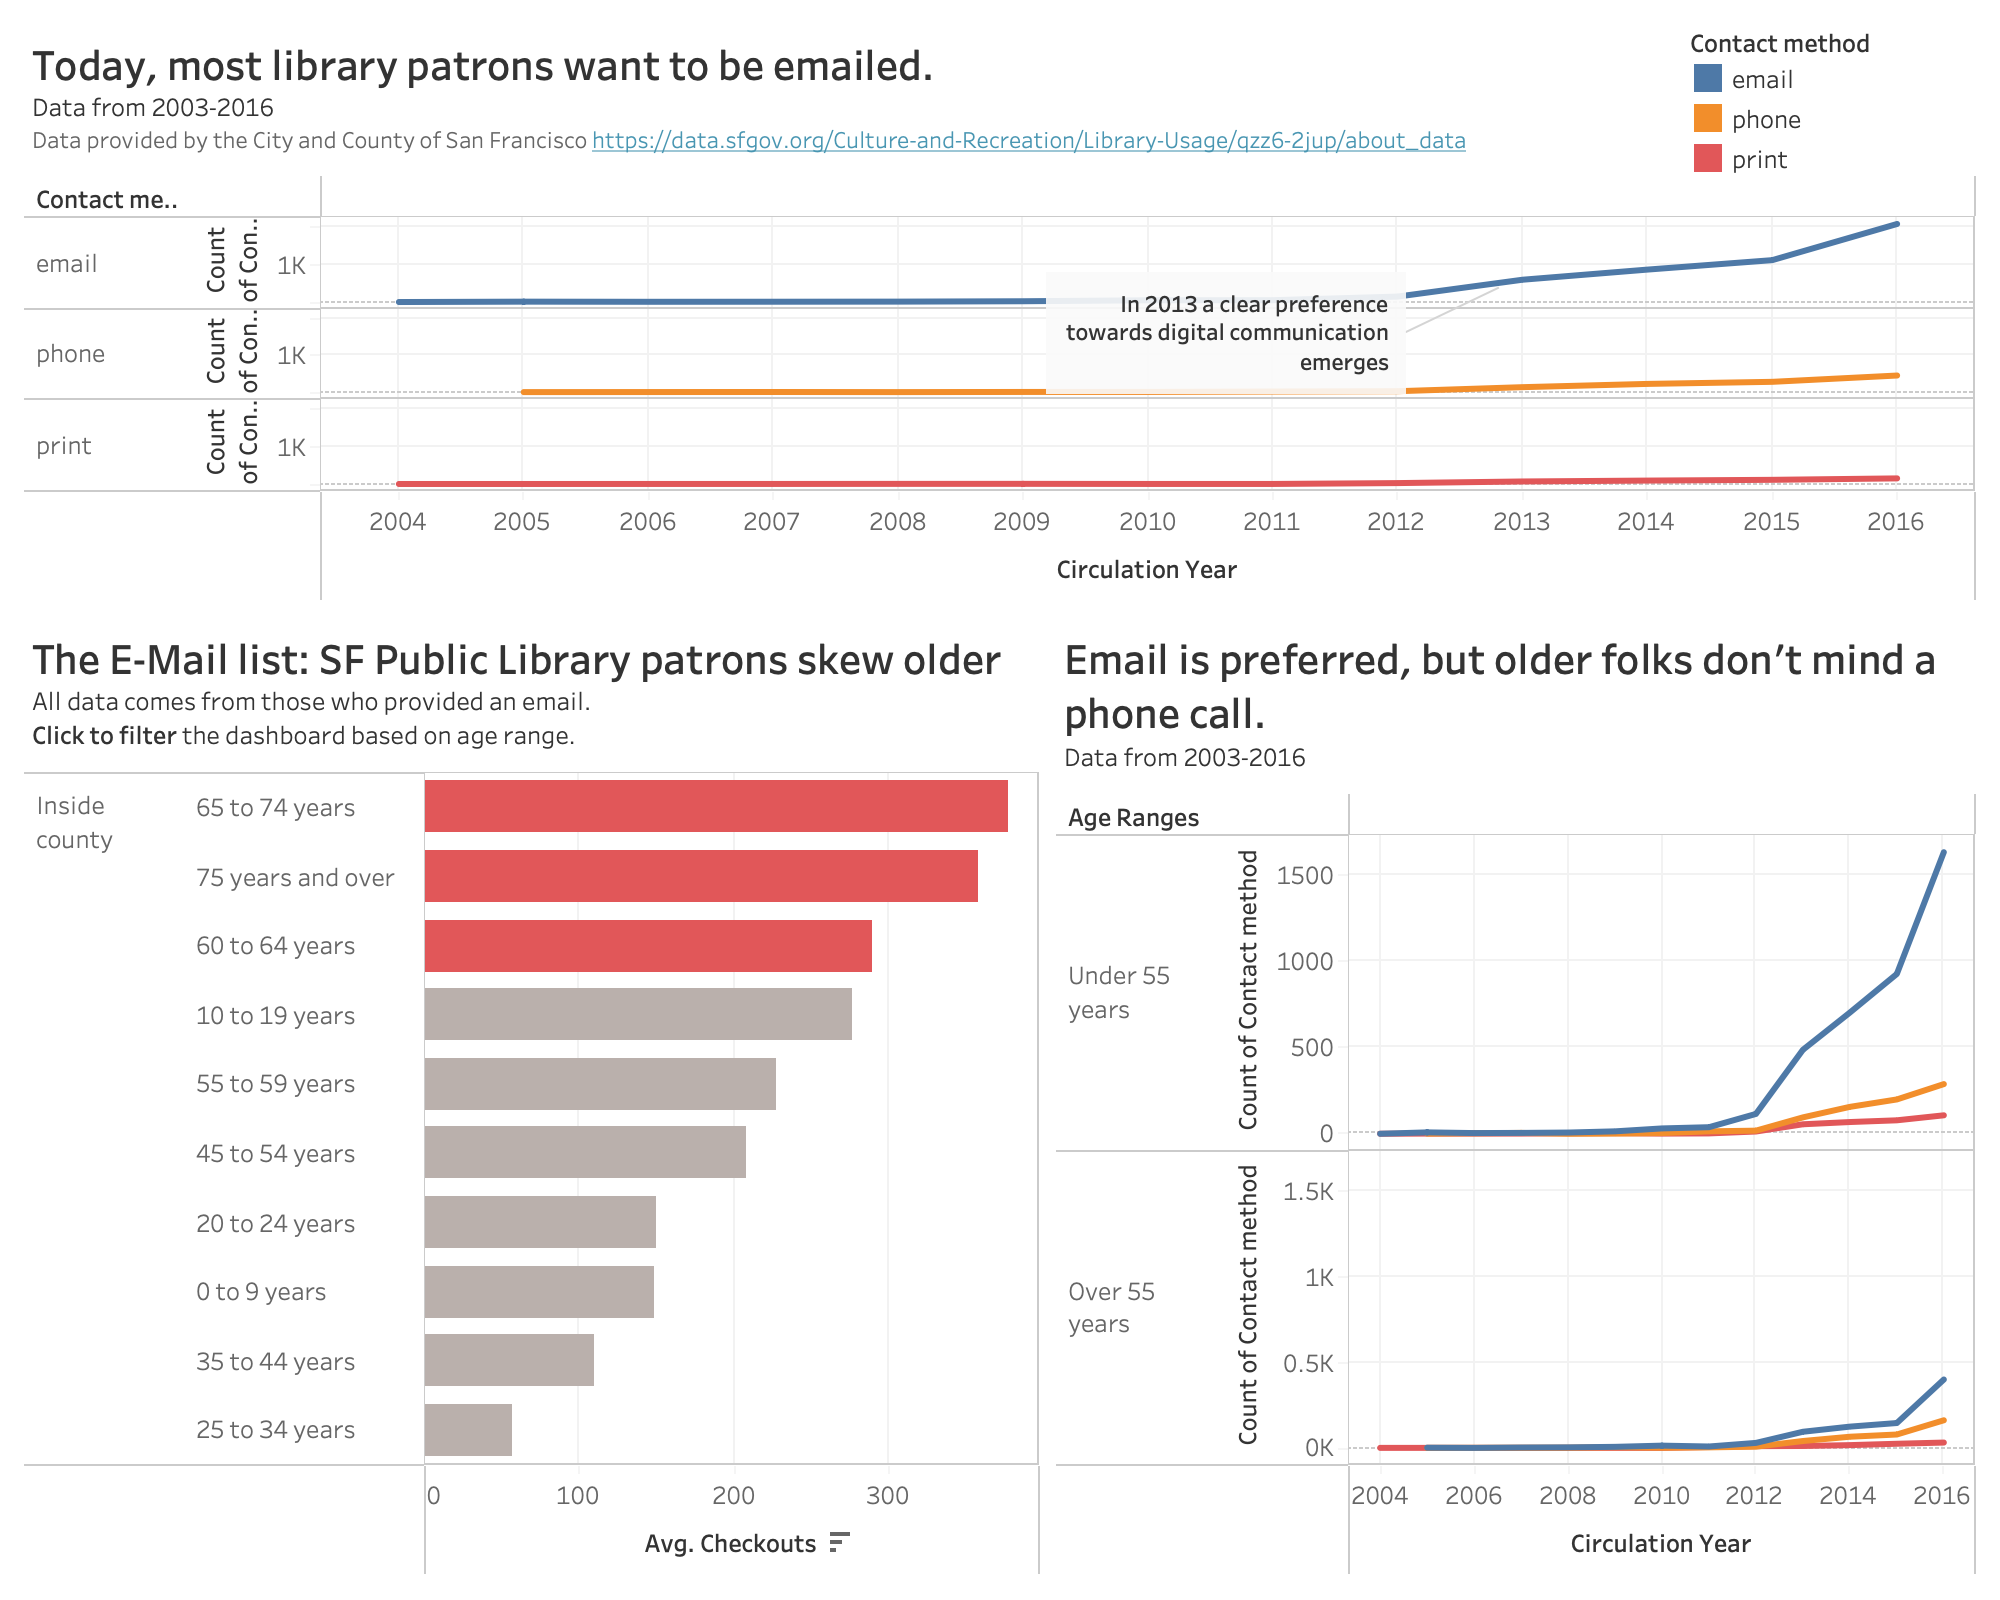 Today, most library patrons want to be emailed.
Data from 2003-2016
Data provided by the City and County of San Francisco https://data.sfgov.org/Culture-and-Recreation/Library-Usage/qzz6-2jup/about_data
Contact method
email
phone
print
Contact me..
email
Count
of Con..
1K
phone
Count
of Con..
1K
print
Count
of Con..
1K
In 2013 a clear preference
towards digital communication
emerges
2004 2005 2006 2007 2008 2009 2010 2011 2012 2013 2014 2015 2016
Circulation Year
The E-Mail list: SF Public Library patrons skew older
All data comes from those who provided an email.
Click to filter the dashboard based on age range.
Inside
county
65 to 74 years
75 years and over
60 to 64 years
10 to 19 years
55 to 59 years
45 to 54 years
20 to 24 years
0 to 9 years
35 to 44 years
25 to 34 years
0 100 200 300
Avg. Checkouts
Email is preferred, but older folks don't mind a
phone call.
Data from 2003-2016
Age Ranges
Under 55
years
Count of Contact method
1500
1000
500
0
Over 55
years
Count of Contact method
1.5K
1K
0.5K
0K
2004 2006 2008 2010 2012 2014 2016
Circulation Year